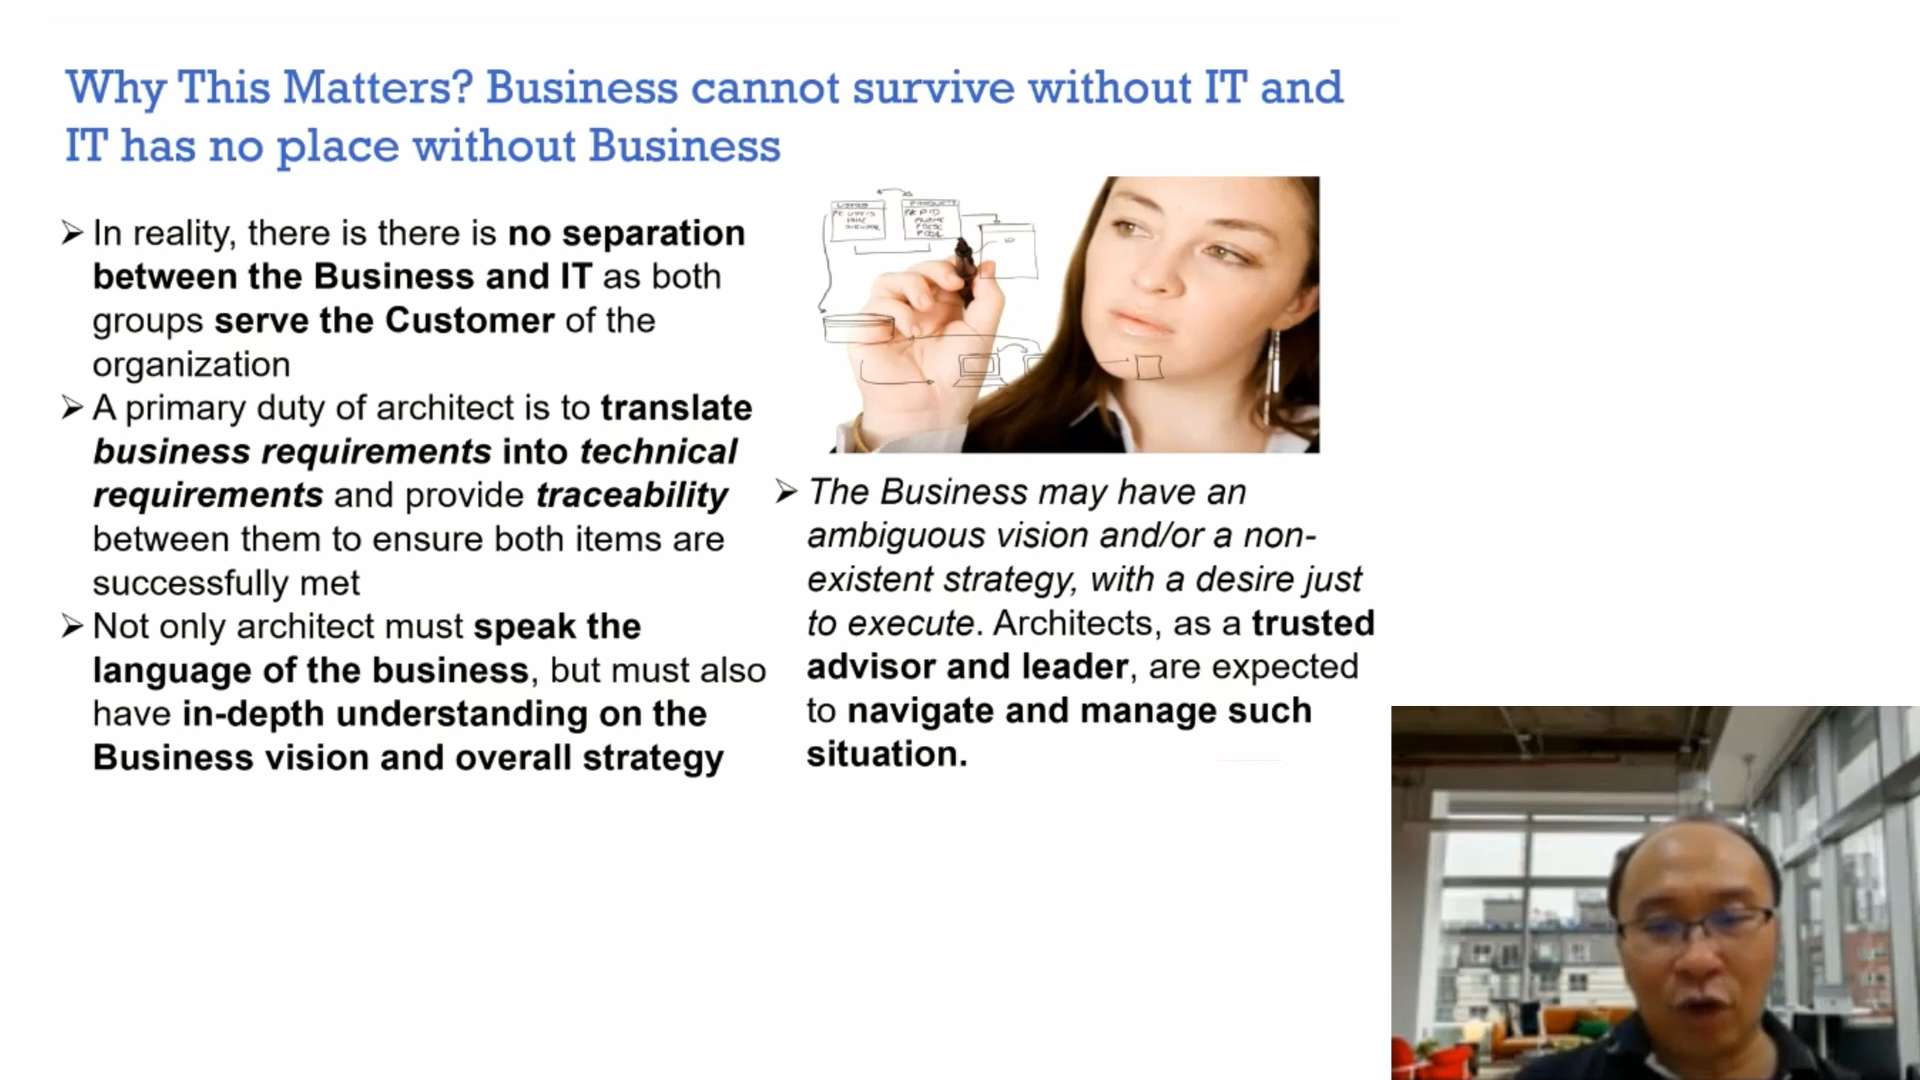 Why This Matters? Business cannot survive without IT and
IT has no place without Business
➢ In reality, there is there is no separation
between the Business and IT as both
groups serve the Customer of the
organization
➢ A primary duty of architect is to translate
business requirements into technical
requirements and provide traceability
between them to ensure both items are
successfully met
➢ Not only architect must speak the
language of the business, but must also
have in-depth understanding on the
Business vision and overall strategy
➢ The Business may have an
ambiguous vision and/or a non-
existent strategy, with a desire just
to execute. Architects, as a trusted
advisor and leader, are expected
to navigate and manage such
situation.